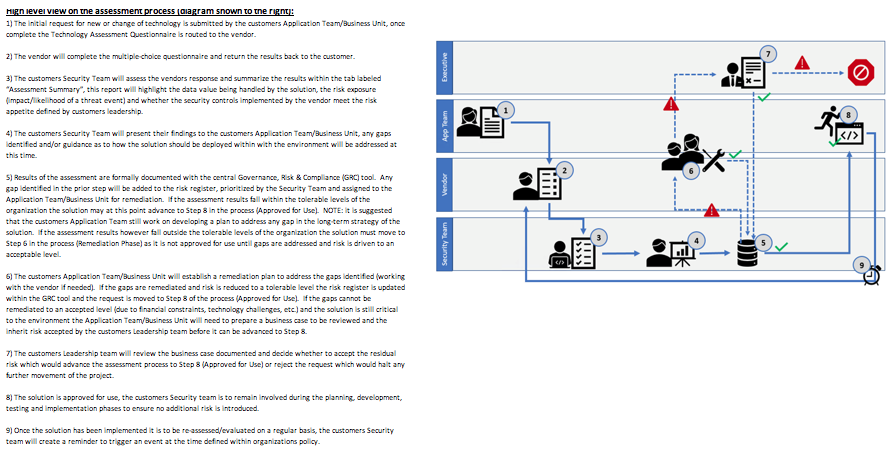 High level view on the assessment process (diagram shown to the right):
1) The initial request for new or change of technology is submitted by the customers Application Team/Business Unit, once
complete the Technology Assessment Questionnaire is routed to the vendor.
2) The vendor will complete the multiple-choice questionnaire and return the results back to the customer.
3) The customers Security Team will assess the vendors response and summarize the results within the tab labeled
"Assessment Summary", this report will highlight the data value being handled by the solution, the risk exposure
(impact/likelihood of a threat event) and whether the security controls implemented by the vendor meet the risk
appetite defined by customers leadership.
4) The customers Security Team will present their findings to the customers Application Team/Business Unit, any gaps
identified and/or guidance as to how the solution should be deployed within with the environment will be addressed at
this time.
5) Results of the assessment are formally documented with the central Governance, Risk & Compliance (GRC) tool. Any
gap identified in the prior step will be added to the risk register, prioritized by the Security Team and assigned to the
Application Team/Business Unit for remediation. If the assessment results fall within the tolerable levels of the
organization the solution may at this point advance to Step 8 in the process (Approved for Use). NOTE: it is suggested
that the customers Application Team still work on developing a plan to address any gap in the long-term strategy of the
solution. If the assessment results however fall outside the tolerable levels of the organization the solution must move to
Step 6 in the process (Remediation Phase) as it is not approved for use until gaps are addressed and risk is driven to an
acceptable level.
6) The customers Application Team/Business Unit will establish a remediation plan to address the gaps identified (working
with the vendor if needed). If the gaps are remediated and risk is reduced to a tolerable level the risk register is updated
within the GRC tool and the request is moved to Step 8 of the process (Approved for Use). If the gaps cannot be
remediated to an accepted level (due to financial constraints, technology challenges, etc.) and the solution is still critical
to the environment the Application Team/Business Unit will need to prepare a business case to be reviewed and the
inherit risk accepted by the customers Leadership team before it can be advanced to Step 8.
7) The customers Leadership team will review the business case documented and decide whether to accept the residual
risk which would advance the assessment process to Step 8 (Approved for Use) or reject the request which would halt any
further movement of the project.
8) The solution is approved for use, the customers Security team is to remain involved during the planning, development,
testing and implementation phases to ensure no additional risk is introduced.
9) Once the solution has been implemented it is to be re-assessed/evaluated on a regular basis, the customers Security
team will create a reminder to trigger an event at the time defined within organizations policy.
Executive
7
App Team
1
8
</>
Vendor
2
6
Security Team
3
</>
4
5
9